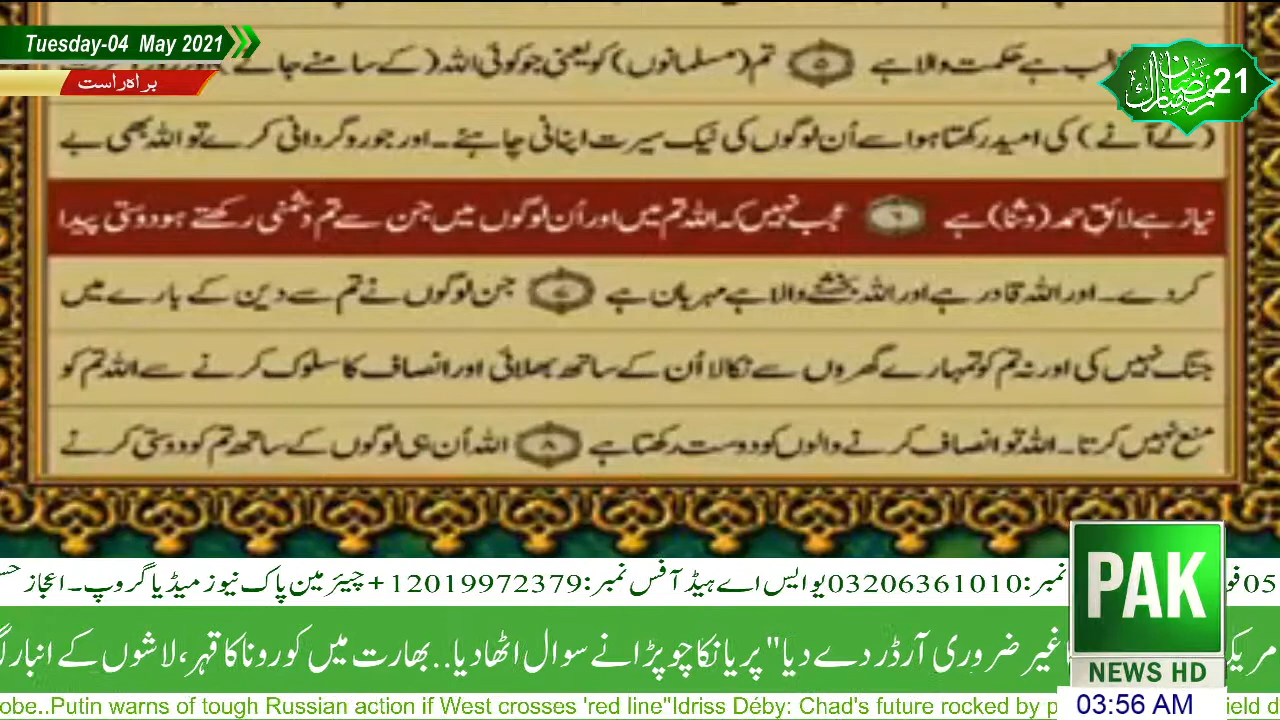 Tuesday-04 May 2021
براہ راست
رمضان مبارک 21
ہے حکمت والا ہے ۵ تم (مسلمانوں) کو یعنی جو کوئی اللہ (کے سامنے جانے)
(کے آنے) کی امید رکھتا ہو اسے اُن لوگوں کی نیک سیرت اپنانی چاہئے۔ اور جو روگردانی کرے تو اللہ بھی بے
نیاز ہے لائق حمد (وثنا) ہے ۶ عجب نہیں کہ اللہ تم میں اور اُن لوگوں میں جن سے تم دشمنی رکھتے ہو دوستی پیدا
کردے۔ اور اللہ قادر ہے اور اللہ بخشنے والا ہے مہربان ہے ۷ جن لوگوں نے تم سے دین کے بارے میں
جنگ نہیں کی اور نہ تم کو تمہارے گھروں سے نکالا اُن کے ساتھ بھلائی اور انصاف کا سلوک کرنے سے اللہ تم کو
منع نہیں کرتا۔ اللہ تو انصاف کرنے والوں کو دوست رکھتا ہے ۸ اللہ اُن ہی لوگوں کے ساتھ تم کو دوستی کرنے
05 نمبر:03206361010 یو ایس اے ہیڈ آفس نمبر:12019972379+ چیئرمین پاک نیوز میڈیا گروپ۔ اعجاز
غیر ضروری آرڈر دے دیا" پریانکا چوپڑا نے سوال اٹھا دیا..بھارت میں کورونا کا قہر، لاشوں کے انبار
PAK
NEWS HD
obe..Putin warns of tough Russian action if West crosses 'red line"Idriss Déby: Chad's future rocked by p ield d
03:56 AM